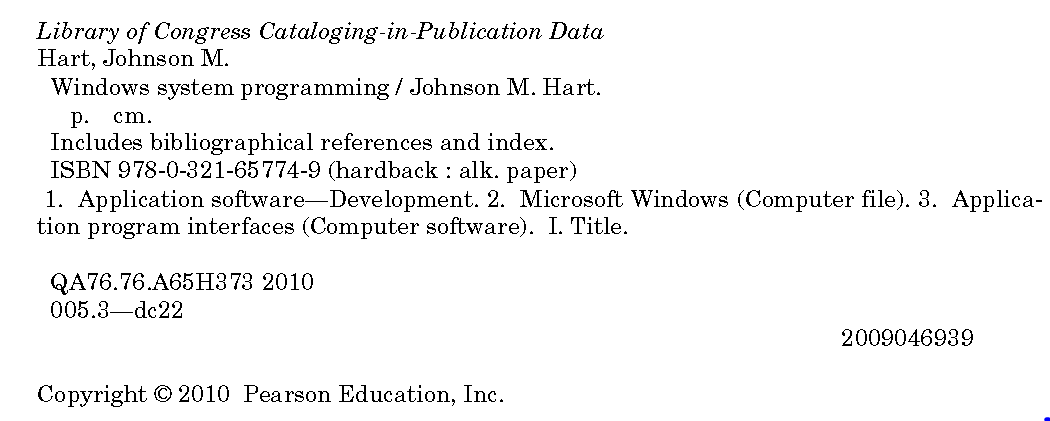 Library of Congress Cataloging-in-Publication Data
Hart, Johnson M.
Windows system programming / Johnson M. Hart.
p. cm.
Includes bibliographical references and index.
ISBN 978-0-321-65774-9 (hardback : alk. paper)
1. Application software—Development. 2. Microsoft Windows (Computer file). 3. Applica-
tion program interfaces (Computer software). I. Title.
QA76.76.A65H373 2010
005.3—dc22
2009046939
Copyright © 2010 Pearson Education, Inc.